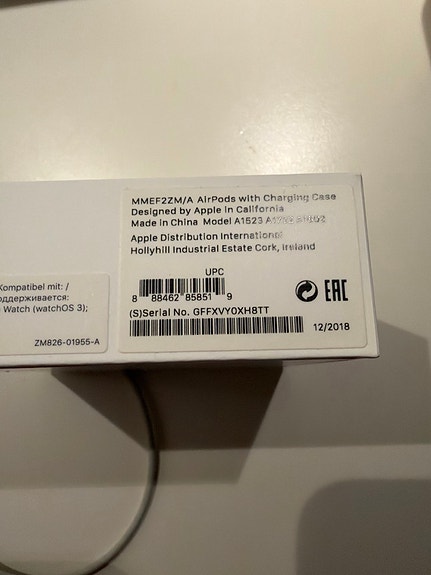 MMEF2ZM/A AirPods with Charging Case
Designed by Apple in California
Made in China Model A1523
Apple Distribution International
Hollyhill Industrial Estate Cork, Ireland
UPC
8 88462 85851 9
EAC
(S)Serial No. GFFXVY0XH8TT
12/2018
Kompatibel mit: /
оддерживается:
Watch (watchOS 3);
ZM826-01955-A